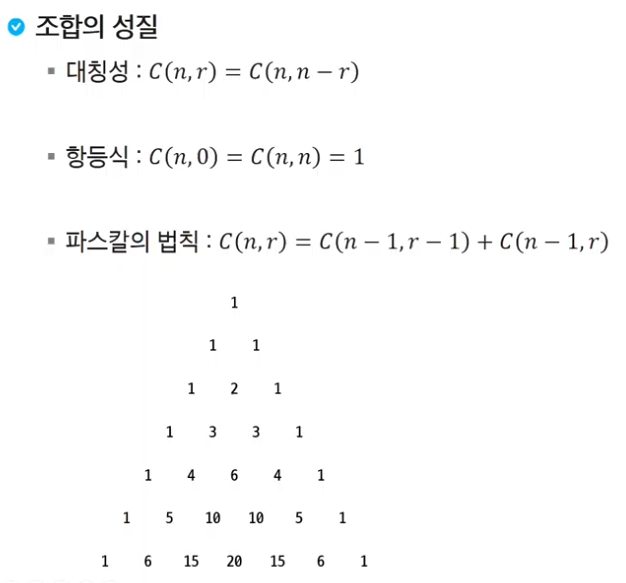 조합의 성질
대칭성 : C(n, r) = C(n, n − r)
항등식 : C(n, 0) = C(n, n) = 1
파스칼의 법칙 : C(n, r) = C(n − 1, r − 1) + C(n − 1, r)
1
1 1
1 2 1
1 3 3 1
1 4 6 4 1
1 5 10 10 5 1
1 6 15 20 15 6 1